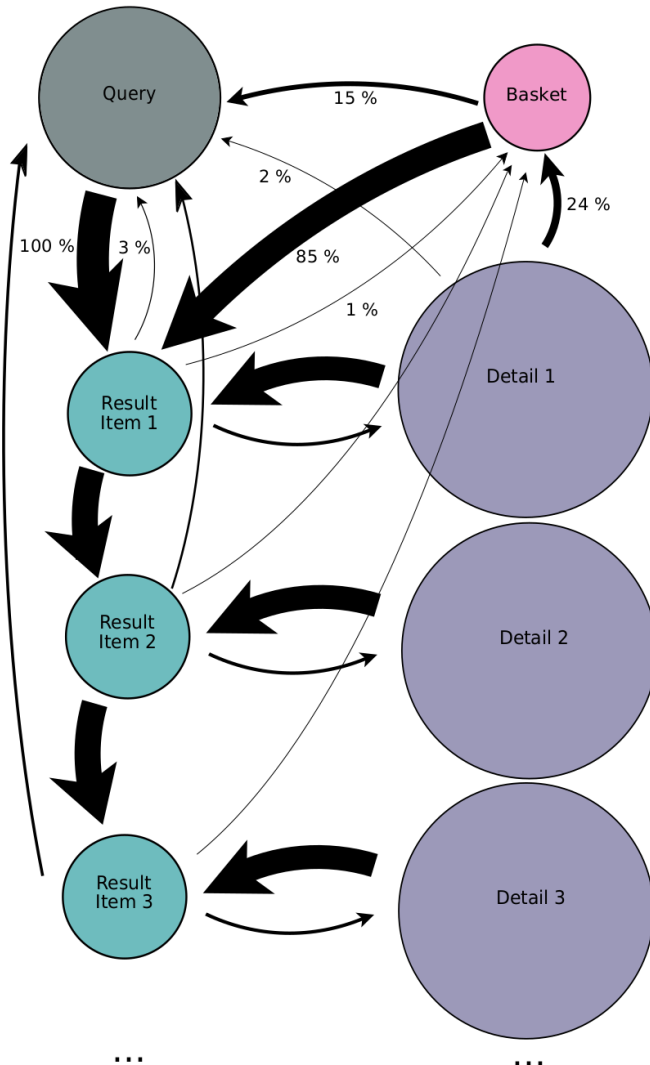 Query
Basket
15 %
2 %
24 %
100 %
3 %
85 %
1 %
Detail 1
Result
Item 1
Result
Item 2
Detail 2
Result
Item 3
Detail 3
...
...